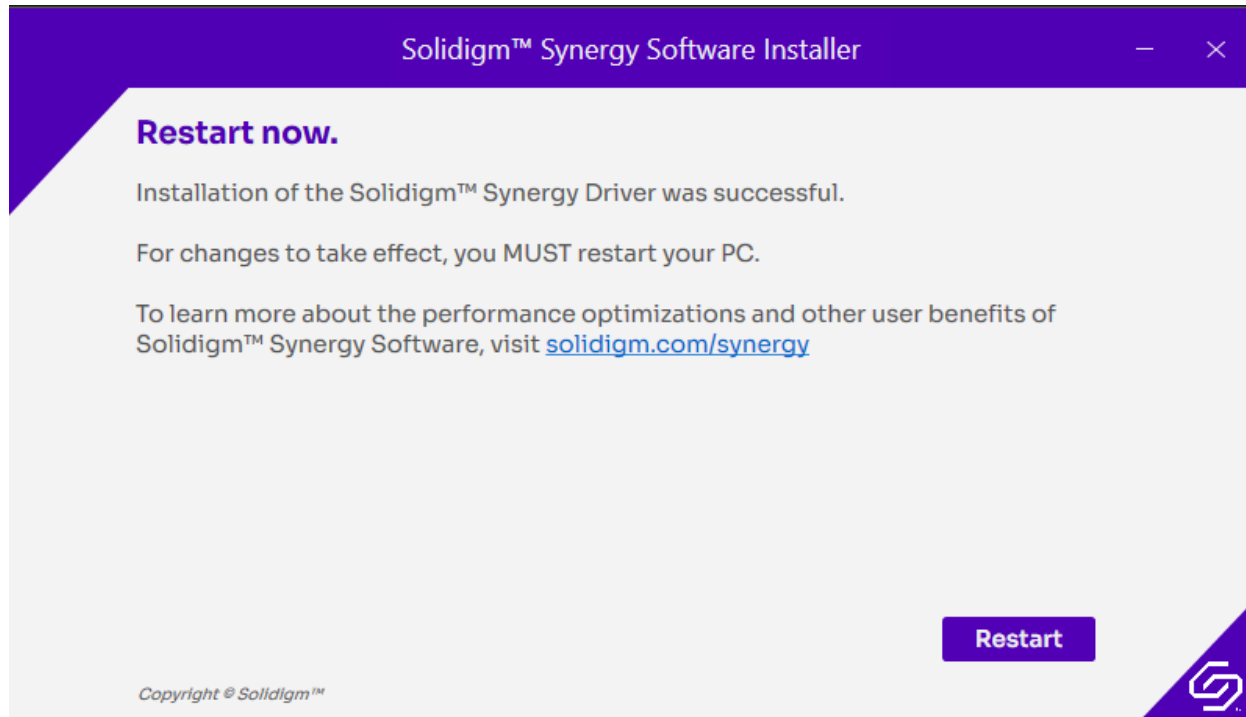 Solidigm™ Synergy Software Installer
Restart now.
Installation of the Solidigm™ Synergy Driver was successful.
For changes to take effect, you MUST restart your PC.
To learn more about the performance optimizations and other user benefits of
Solidigm™ Synergy Software, visit solidigm.com/synergy
Restart
Copyright © Solidigm™